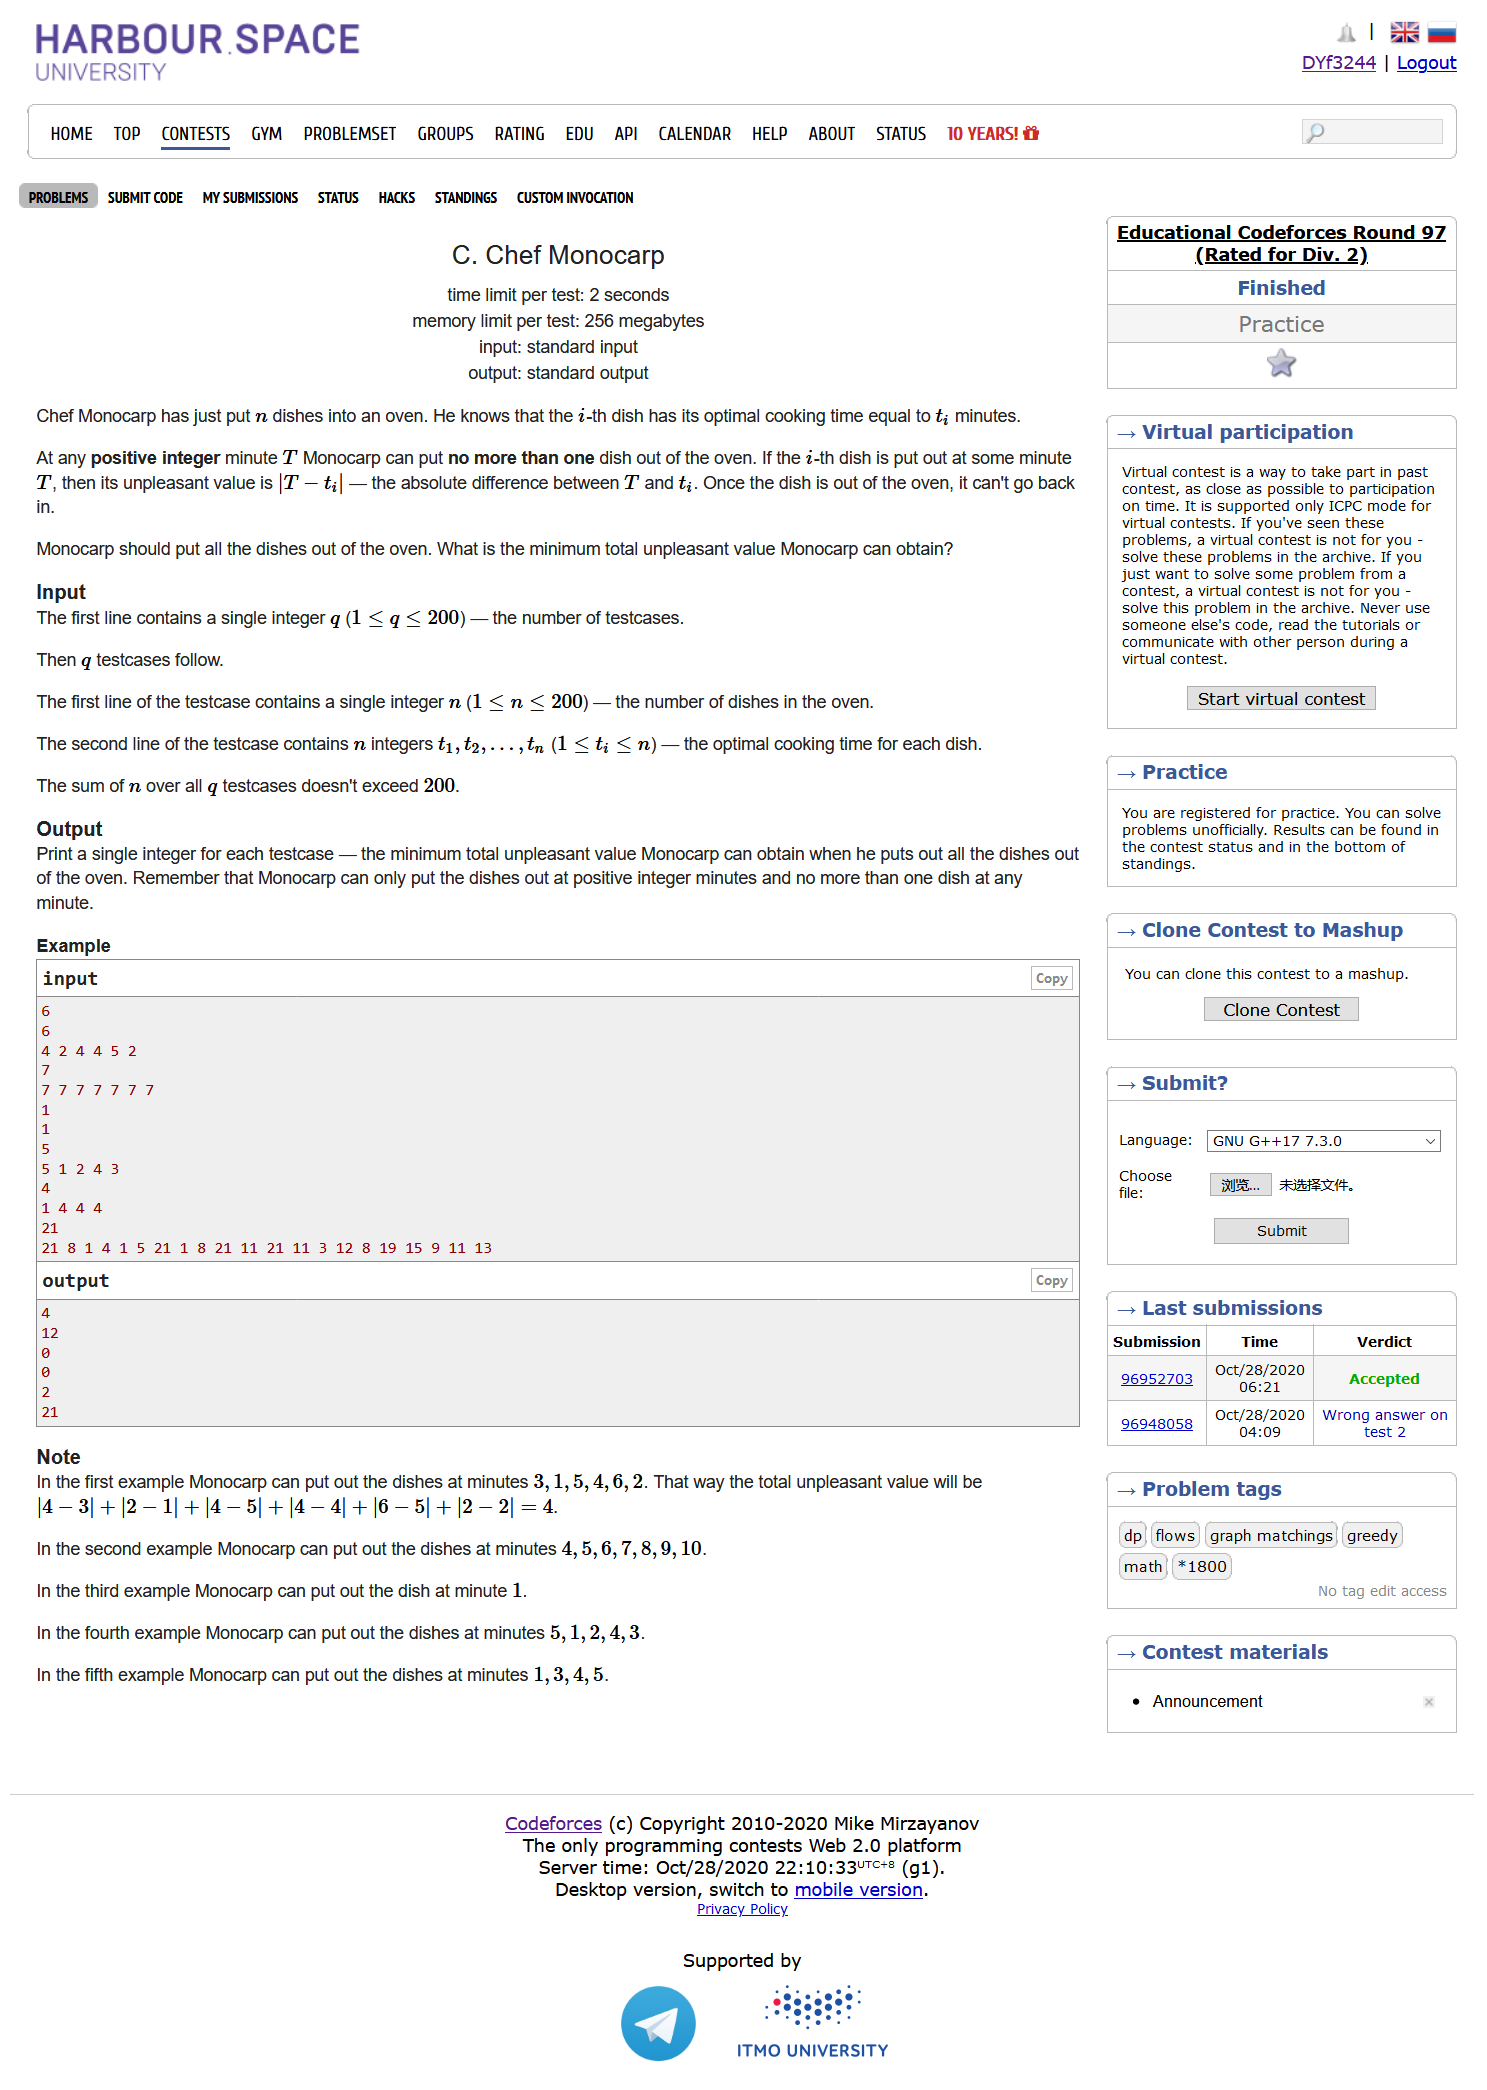 HARBOUR.SPACE
UNIVERSITY
|
DYf3244 | Logout
HOME TOP CONTESTS GYM PROBLEMSET GROUPS RATING EDU API CALENDAR HELP ABOUT STATUS 10 YEARS!
PROBLEMS SUBMIT CODE MY SUBMISSIONS STATUS HACKS STANDINGS CUSTOM INVOCATION
C. Chef Monocarp
time limit per test: 2 seconds
memory limit per test: 256 megabytes
input: standard input
output: standard output
Chef Monocarp has just put n dishes into an oven. He knows that the i-th dish has its optimal cooking time equal to t_i minutes.
At any positive integer minute T Monocarp can put no more than one dish out of the oven. If the i-th dish is put out at some minute
T, then its unpleasant value is |T − t_i| — the absolute difference between T and t_i. Once the dish is out of the oven, it can't go back
in.
Monocarp should put all the dishes out of the oven. What is the minimum total unpleasant value Monocarp can obtain?
Input
The first line contains a single integer q (1 ≤ q ≤ 200) — the number of testcases.
Then q testcases follow.
The first line of the testcase contains a single integer n (1 ≤ n ≤ 200) — the number of dishes in the oven.
The second line of the testcase contains n integers t_1, t_2, …, t_n (1 ≤ t_i ≤ n) — the optimal cooking time for each dish.
The sum of n over all q testcases doesn't exceed 200.
Output
Print a single integer for each testcase — the minimum total unpleasant value Monocarp can obtain when he puts out all the dishes out
of the oven. Remember that Monocarp can only put the dishes out at positive integer minutes and no more than one dish at any
minute.
Example
input Copy
6
6
4 2 4 4 5 2
7
7 7 7 7 7 7 7
1
1
5
5 1 2 4 3
4
1 4 4 4
21
21 8 1 4 1 5 21 1 8 21 11 21 11 3 12 8 19 15 9 11 13
output Copy
4
12
0
0
2
21
Note
In the first example Monocarp can put out the dishes at minutes 3, 1, 5, 4, 6, 2. That way the total unpleasant value will be
|4 − 3| + |2 − 1| + |4 − 5| + |4 − 4| + |6 − 5| + |2 − 2| = 4.
In the second example Monocarp can put out the dishes at minutes 4, 5, 6, 7, 8, 9, 10.
In the third example Monocarp can put out the dish at minute 1.
In the fourth example Monocarp can put out the dishes at minutes 5, 1, 2, 4, 3.
In the fifth example Monocarp can put out the dishes at minutes 1, 3, 4, 5.
Educational Codeforces Round 97
(Rated for Div. 2)
Finished
Practice
→ Virtual participation
Virtual contest is a way to take part in past
contest, as close as possible to participation
on time. It is supported only ICPC mode for
virtual contests. If you've seen these
problems, a virtual contest is not for you -
solve these problems in the archive. If you
just want to solve some problem from a
contest, a virtual contest is not for you -
solve this problem in the archive. Never use
someone else's code, read the tutorials or
communicate with other person during a
virtual contest.
Start virtual contest
→ Practice
You are registered for practice. You can solve
problems unofficially. Results can be found in
the contest status and in the bottom of
standings.
→ Clone Contest to Mashup
You can clone this contest to a mashup.
Clone Contest
→ Submit?
Language: GNU G++17 7.3.0
Choose
file: 浏览... 未选择文件。
Submit
→ Last submissions
Submission Time Verdict
96952703 Oct/28/2020 06:21 Accepted
96948058 Oct/28/2020 04:09 Wrong answer on test 2
→ Problem tags
dp flows graph matchings greedy
math *1800
No tag edit access
→ Contest materials
• Announcement ×
Codeforces (c) Copyright 2010-2020 Mike Mirzayanov
The only programming contests Web 2.0 platform
Server time: Oct/28/2020 22:10:33 UTC+8 (g1).
Desktop version, switch to mobile version.
Privacy Policy
Supported by
ITMO UNIVERSITY